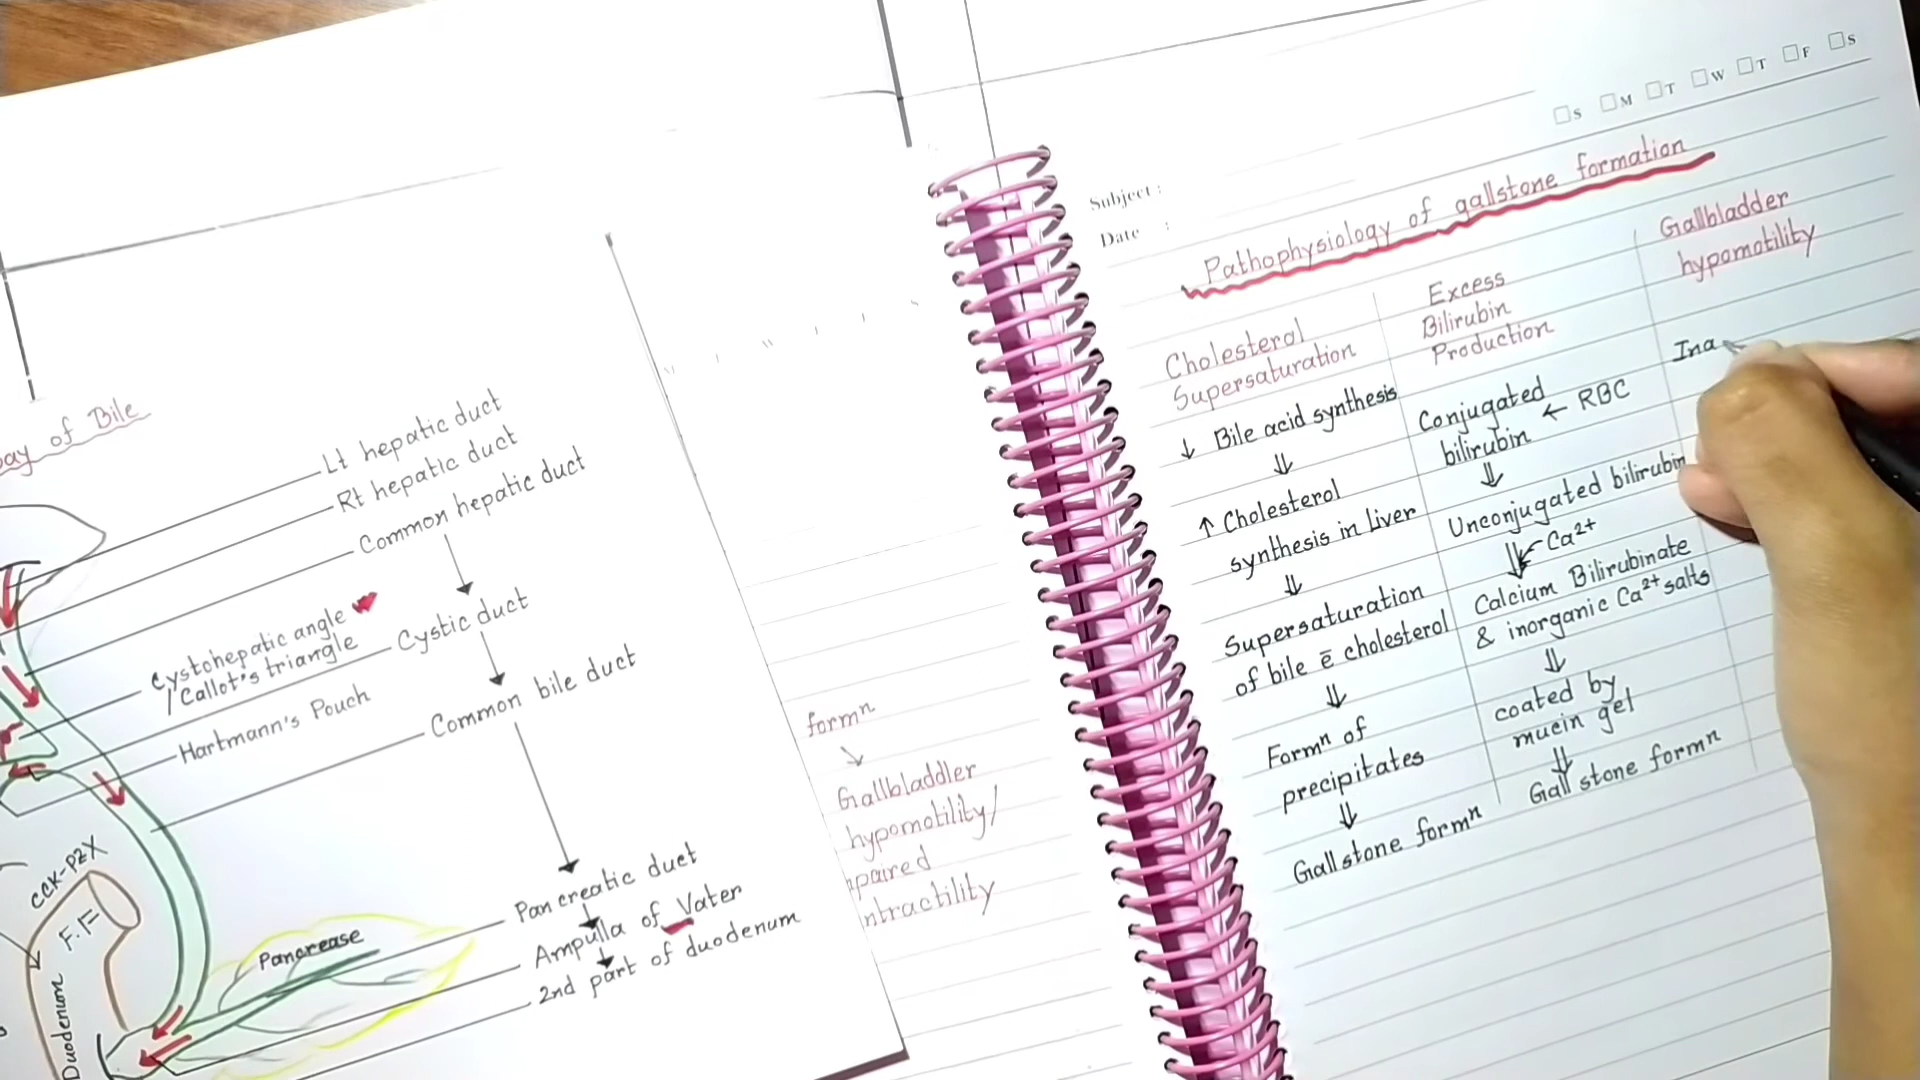 way of Bile
Lt hepatic duct
Rt hepatic duct
Common hepatic duct
Cystohepatic angle
/Callot's triangle
Cystic duct
Hartmann's Pouch
Common bile duct
CCK-PZX
F.F
Duodenum
Pancrease
Pancreatic duct
Ampulla of Vater
2nd part of duodenum
formⁿ
Gallbladdler
hypomotility/
paired
ntractility
S M T W T F S
Subject :
Date :
Pathophysiology of gallstone formation
Cholesterol
Supersaturation
↓ Bile acid synthesis
⇓
↑ Cholesterol
synthesis in Liver
⇓
Supersaturation
of bile ē cholesterol
⇓
Formⁿ of
precipitates
⇓
Gall stone formⁿ
Excess
Bilirubin
Production
Conjugated
bilirubin ← RBC
⇓
Unconjugated bilirubin
⇓ ← Ca²⁺
Calcium Bilirubinate
& inorganic Ca²⁺ salts
⇓
coated by
mucin gel
⇓
Gall stone formⁿ
Gallbladder
hypomotility
Ina